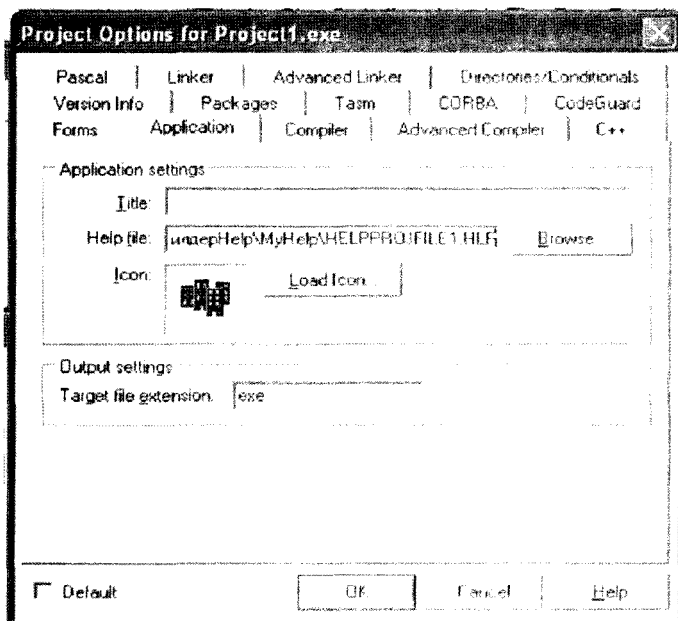 Project Options for Project1.exe
Pascal Linker Advanced Linker Directories/Conditionals
Version Info Packages Tasm CORBA CodeGuard
Forms Application Compiler Advanced Compiler C++
Application settings
Title:
Help file: илдерHelp\MyHelp\HELPPROJFILE1.HLP Browse
Icon: Load Icon
Output settings
Target file extension: exe
Default OK Cancel Help